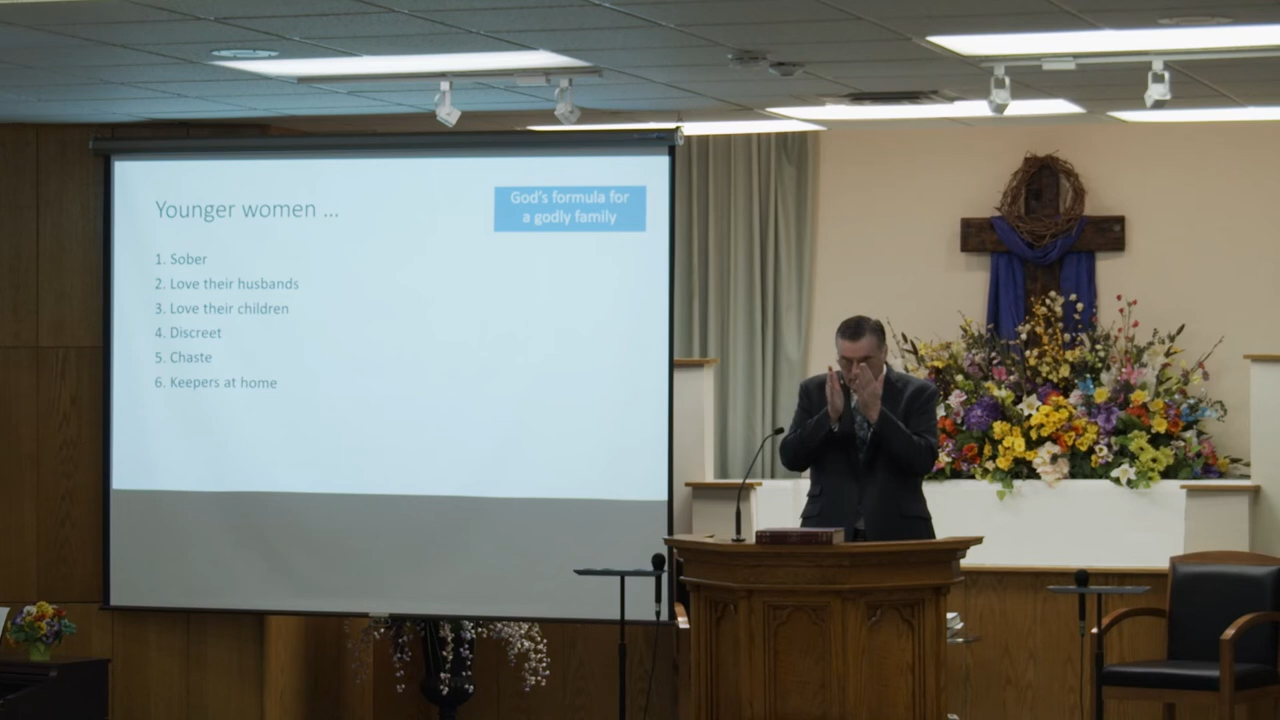 Younger women ...
God's formula for
a godly family
1. Sober
2. Love their husbands
3. Love their children
4. Discreet
5. Chaste
6. Keepers at home